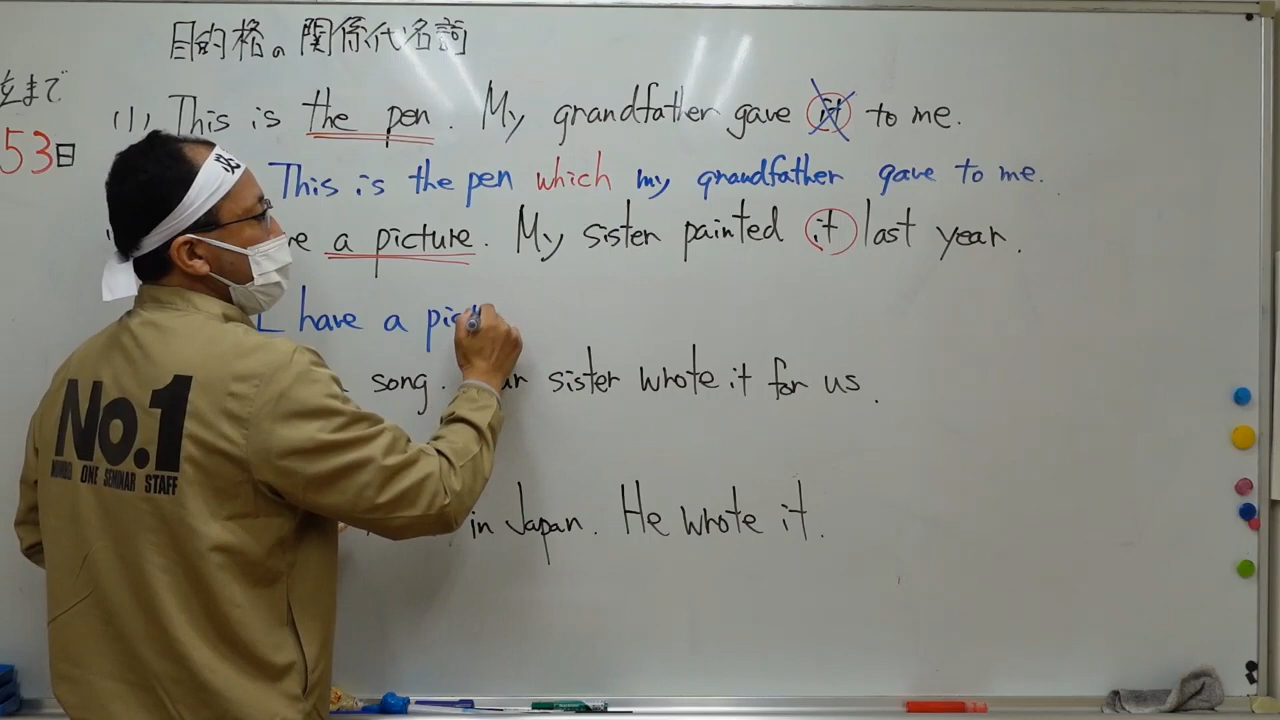 目的格の関係代名詞
立まで
53日
(1) This is the pen. My grandfather gave it to me.
This is the pen which my grandfather gave to me.
a picture. My sister painted it last year.
I have a pic
song. sister wrote it for us.
in Japan. He wrote it.
No.1
NUMBER ONE SEMINAR STAFF